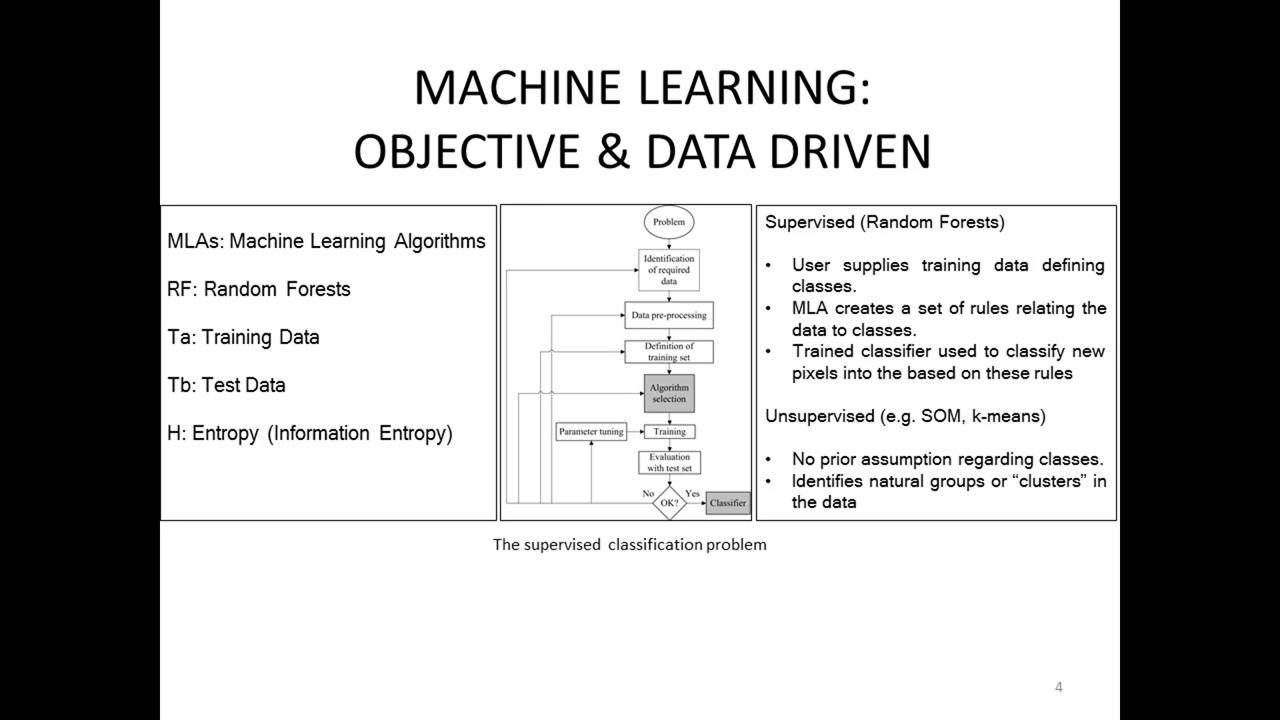 MACHINE LEARNING:
OBJECTIVE & DATA DRIVEN
MLAs: Machine Learning Algorithms
RF: Random Forests
Ta: Training Data
Tb: Test Data
H: Entropy (Information Entropy)
Problem
Identification
of required
data
Data pre-processing
Definition of
training set
Algorithm
selection
Parameter tuning
Training
Evaluation
with test set
No
OK?
Yes
Classifier
Supervised (Random Forests)
• User supplies training data defining
classes.
• MLA creates a set of rules relating the
data to classes.
• Trained classifier used to classify new
pixels into the based on these rules
Unsupervised (e.g. SOM, k-means)
• No prior assumption regarding classes.
• Identifies natural groups or “clusters” in
the data
The supervised classification problem
4